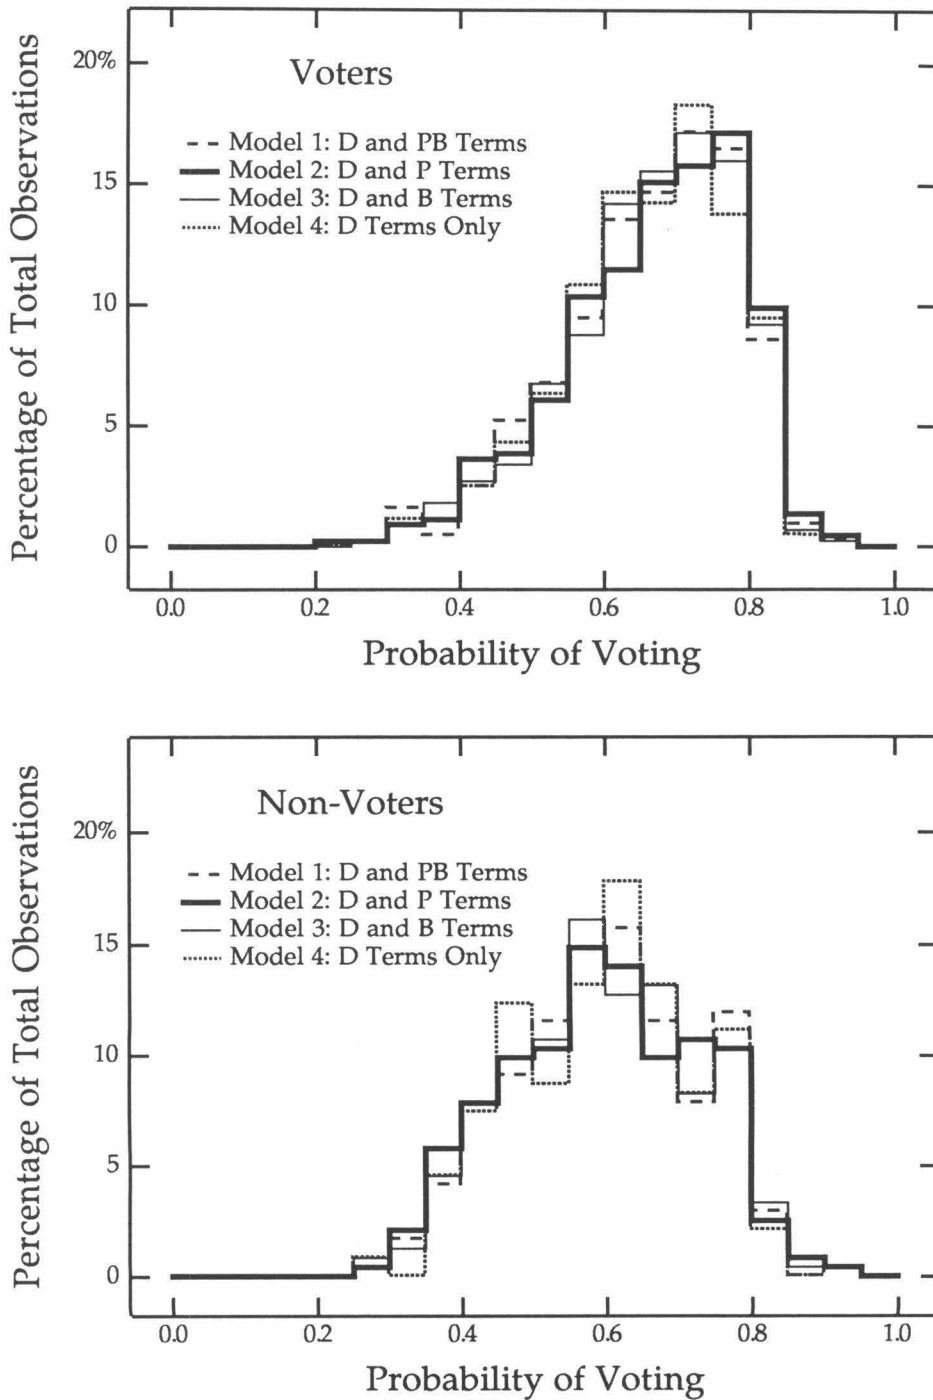 Voters
Model 1: D and PB Terms
Model 2: D and P Terms
Model 3: D and B Terms
Model 4: D Terms Only
Percentage of Total Observations
20%
15
10
5
0
0.0 0.2 0.4 0.6 0.8 1.0
Probability of Voting
Non-Voters
Model 1: D and PB Terms
Model 2: D and P Terms
Model 3: D and B Terms
Model 4: D Terms Only
Percentage of Total Observations
20%
15
10
5
0
0.0 0.2 0.4 0.6 0.8 1.0
Probability of Voting